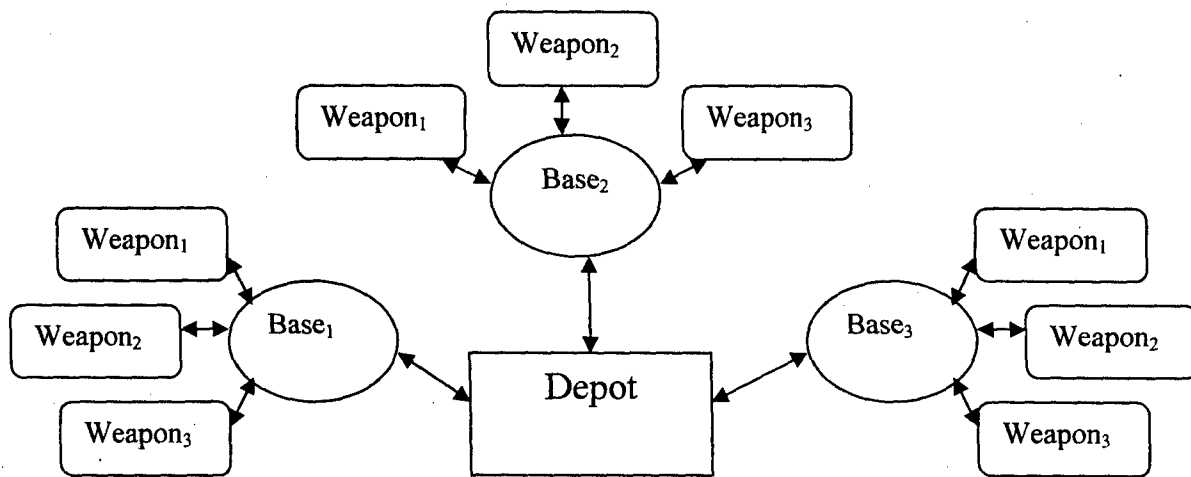 Weapon₂
Weapon₁
Weapon₃
Base₂
Weapon₁
Weapon₂
Weapon₃
Base₁
Depot
Base₃
Weapon₁
Weapon₂
Weapon₃